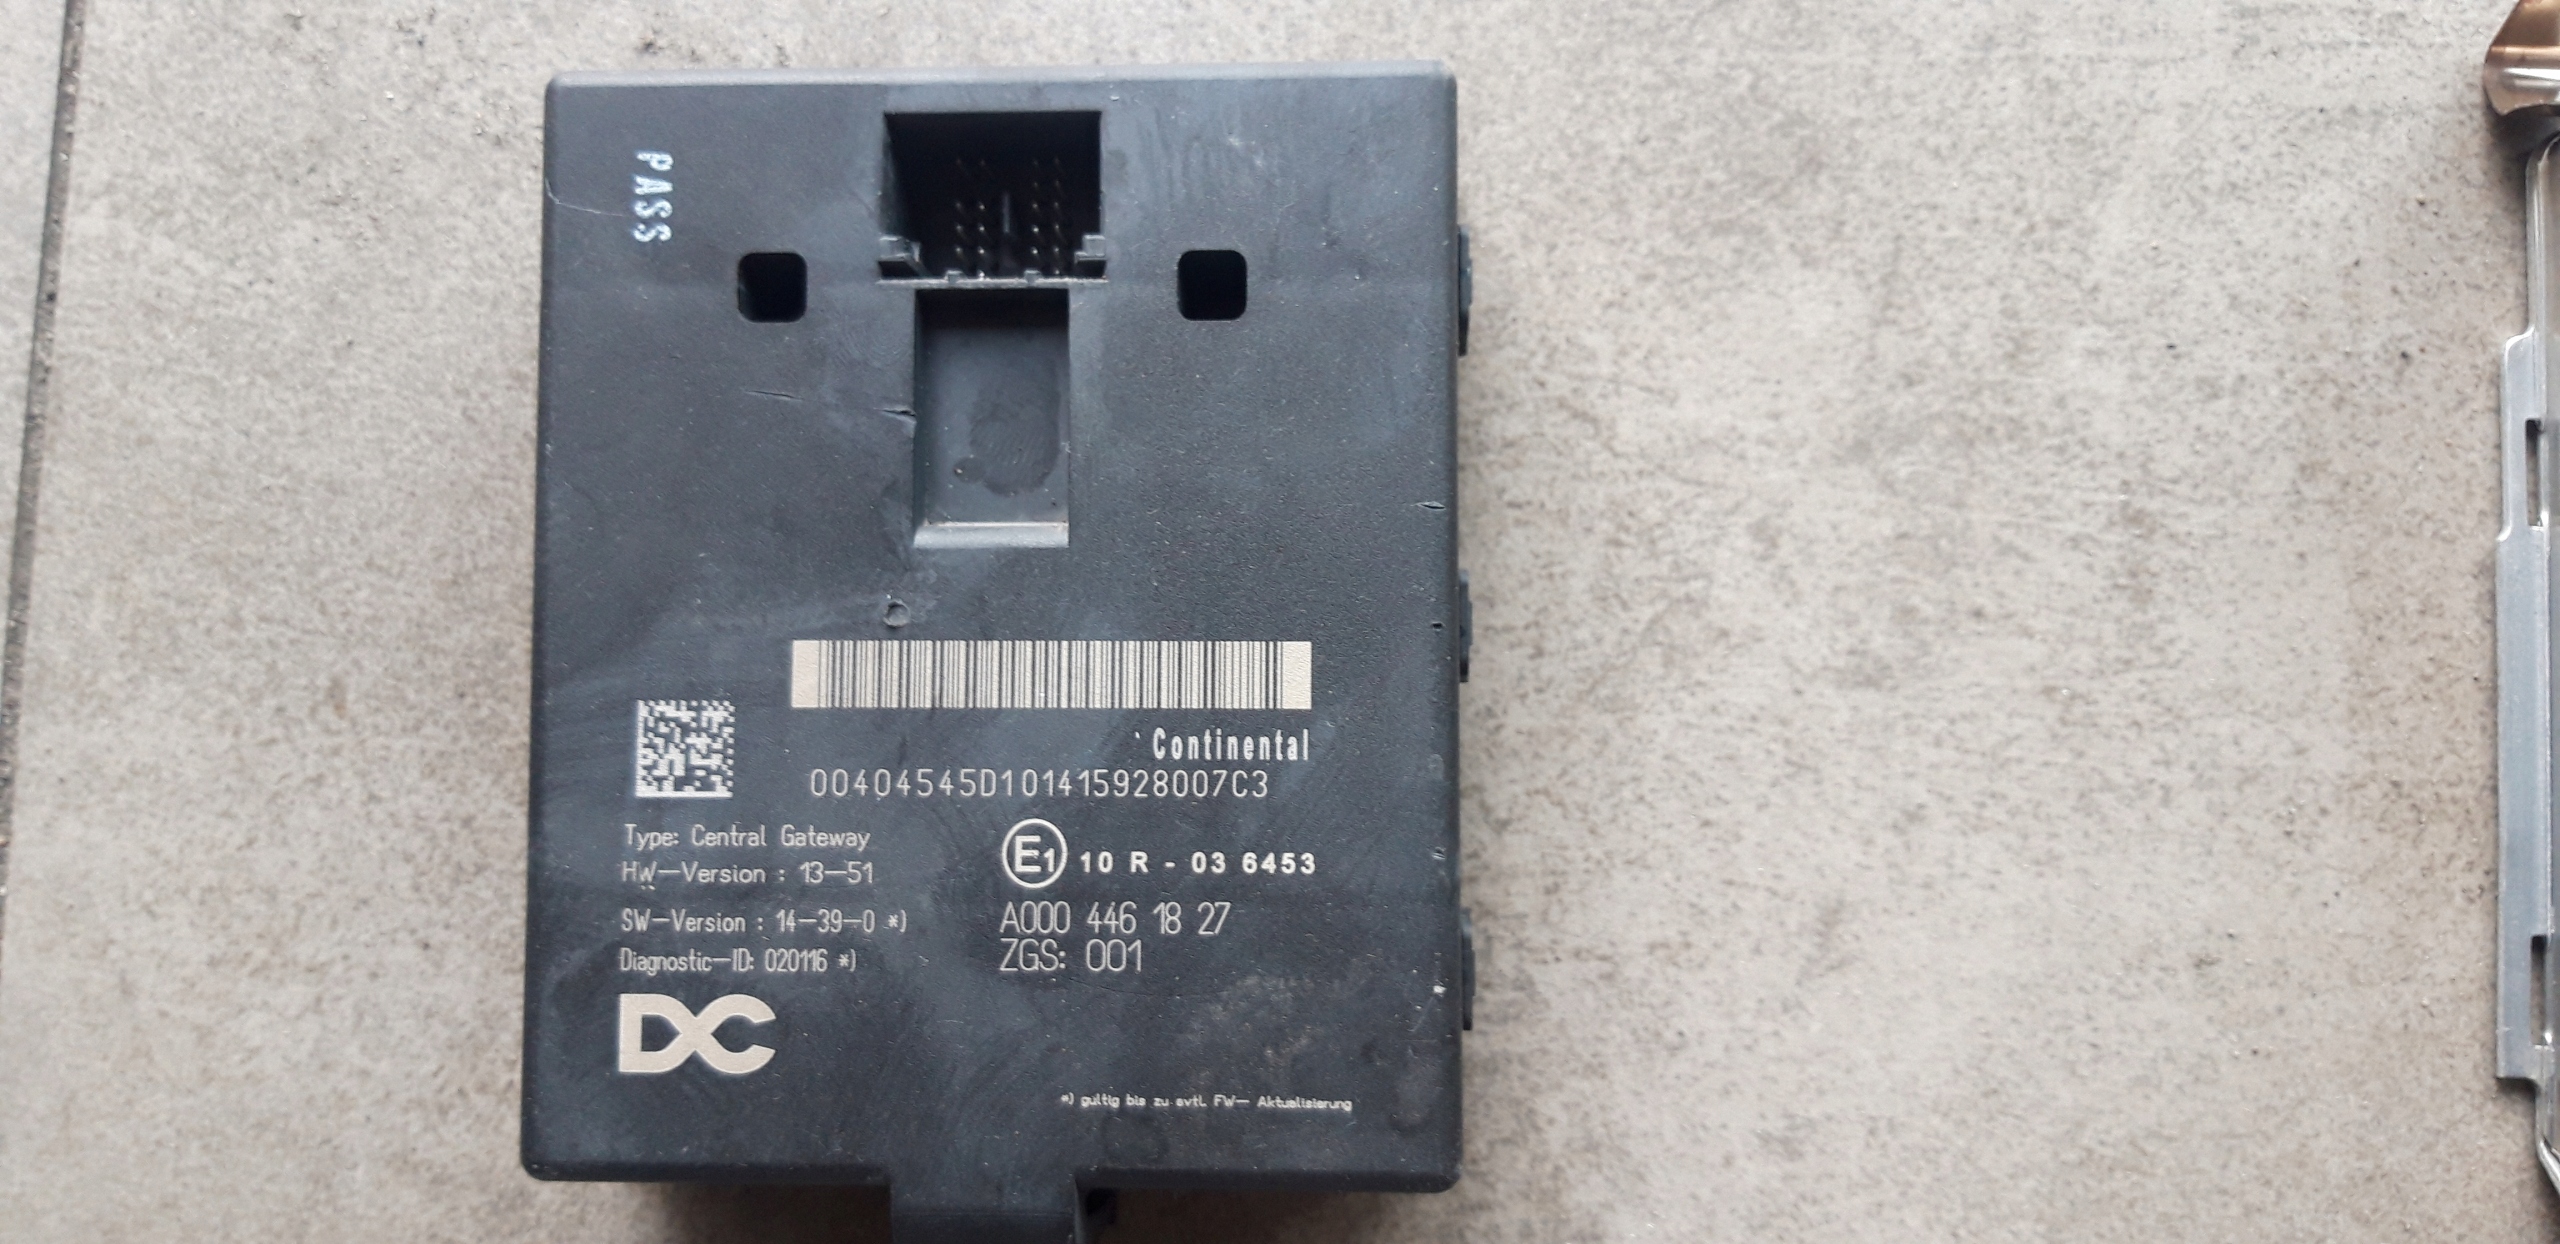 PASS
Continental
00404545D101415928007C3
Type: Central Gateway
HW-Version : 13-51
SW-Version : 14-39-0 *)
Diagnostic-ID: 020116 *)
E1 10 R - 03 6453
A000 446 18 27
ZGS: 001
DC
*) gültig bis zu evtl. FW- Aktualisierung